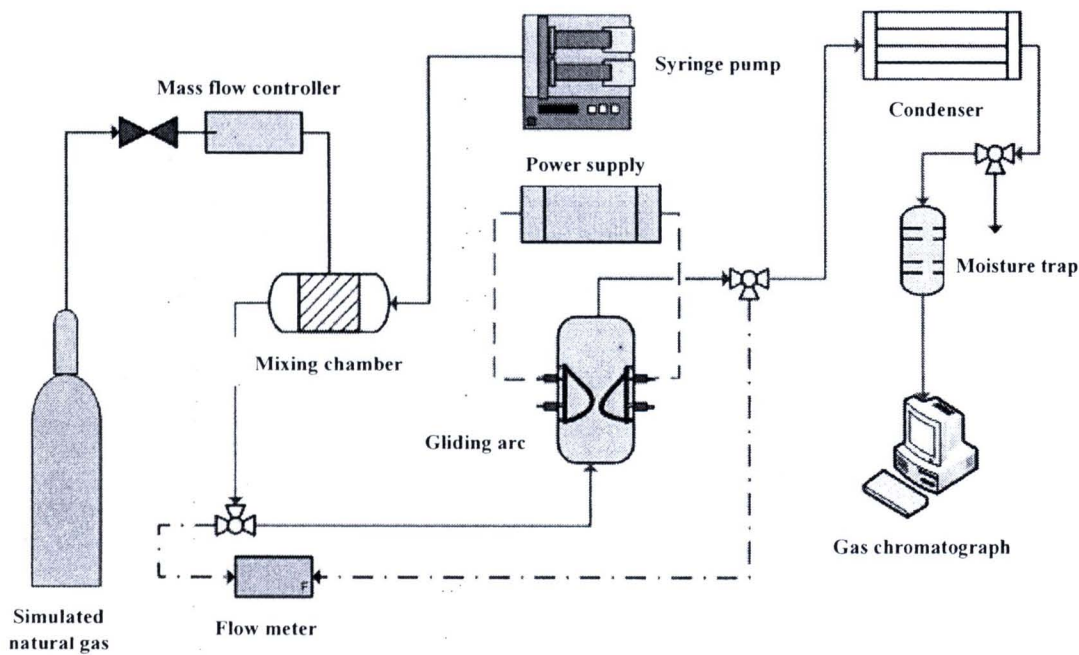 Syringe pump
Mass flow controller
Condenser
Power supply
Moisture trap
Mixing chamber
Gliding arc
Gas chromatograph
F
Simulated
natural gas
Flow meter